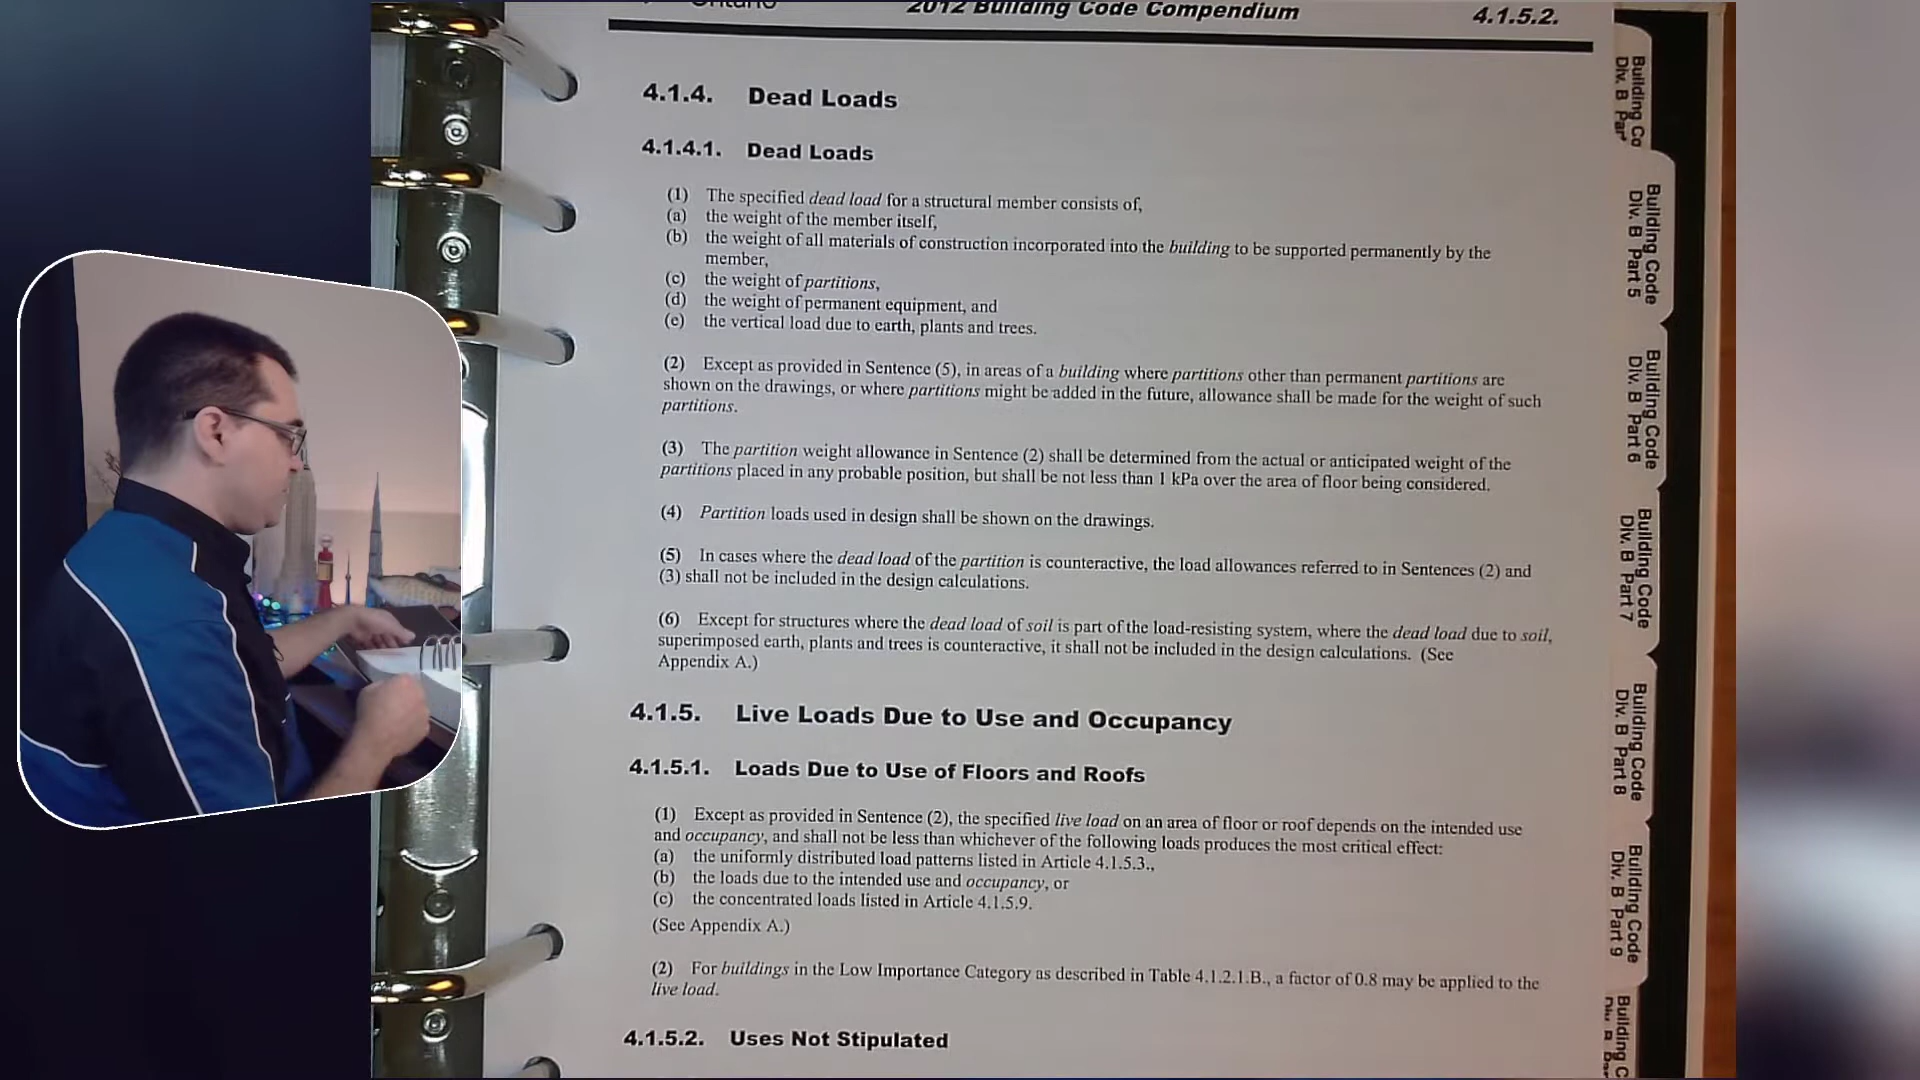 Ontario
2012 Building Code Compendium
4.1.5.2.
4.1.4. Dead Loads
4.1.4.1. Dead Loads
(1) The specified dead load for a structural member consists of,
(a) the weight of the member itself,
(b) the weight of all materials of construction incorporated into the building to be supported permanently by the
member,
(c) the weight of partitions,
(d) the weight of permanent equipment, and
(e) the vertical load due to earth, plants and trees.
(2) Except as provided in Sentence (5), in areas of a building where partitions other than permanent partitions are
shown on the drawings, or where partitions might be added in the future, allowance shall be made for the weight of such
partitions.
(3) The partition weight allowance in Sentence (2) shall be determined from the actual or anticipated weight of the
partitions placed in any probable position, but shall be not less than 1 kPa over the area of floor being considered.
(4) Partition loads used in design shall be shown on the drawings.
(5) In cases where the dead load of the partition is counteractive, the load allowances referred to in Sentences (2) and
(3) shall not be included in the design calculations.
(6) Except for structures where the dead load of soil is part of the load-resisting system, where the dead load due to soil,
superimposed earth, plants and trees is counteractive, it shall not be included in the design calculations. (See
Appendix A.)
4.1.5. Live Loads Due to Use and Occupancy
4.1.5.1. Loads Due to Use of Floors and Roofs
(1) Except as provided in Sentence (2), the specified live load on an area of floor or roof depends on the intended use
and occupancy, and shall not be less than whichever of the following loads produces the most critical effect:
(a) the uniformly distributed load patterns listed in Article 4.1.5.3.,
(b) the loads due to the intended use and occupancy, or
(c) the concentrated loads listed in Article 4.1.5.9.
(See Appendix A.)
(2) For buildings in the Low Importance Category as described in Table 4.1.2.1.B., a factor of 0.8 may be applied to the
live load.
4.1.5.2. Uses Not Stipulated
Building Co
Div. B Par
Building Code
Div. B Part 5
Building Code
Div. B Part 6
Building Code
Div. B Part 7
Building Code
Div. B Part 8
Building Code
Div. B Part 9
Building C